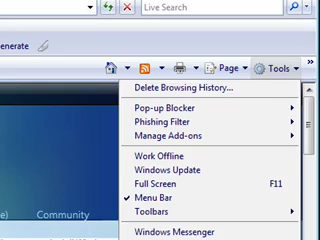 Live Search
enerate
Page Tools »
Delete Browsing History...
Pop-up Blocker
Phishing Filter
Manage Add-ons
Work Offline
Windows Update
Full Screen F11
Menu Bar
Toolbars
e) Community
Windows Messenger